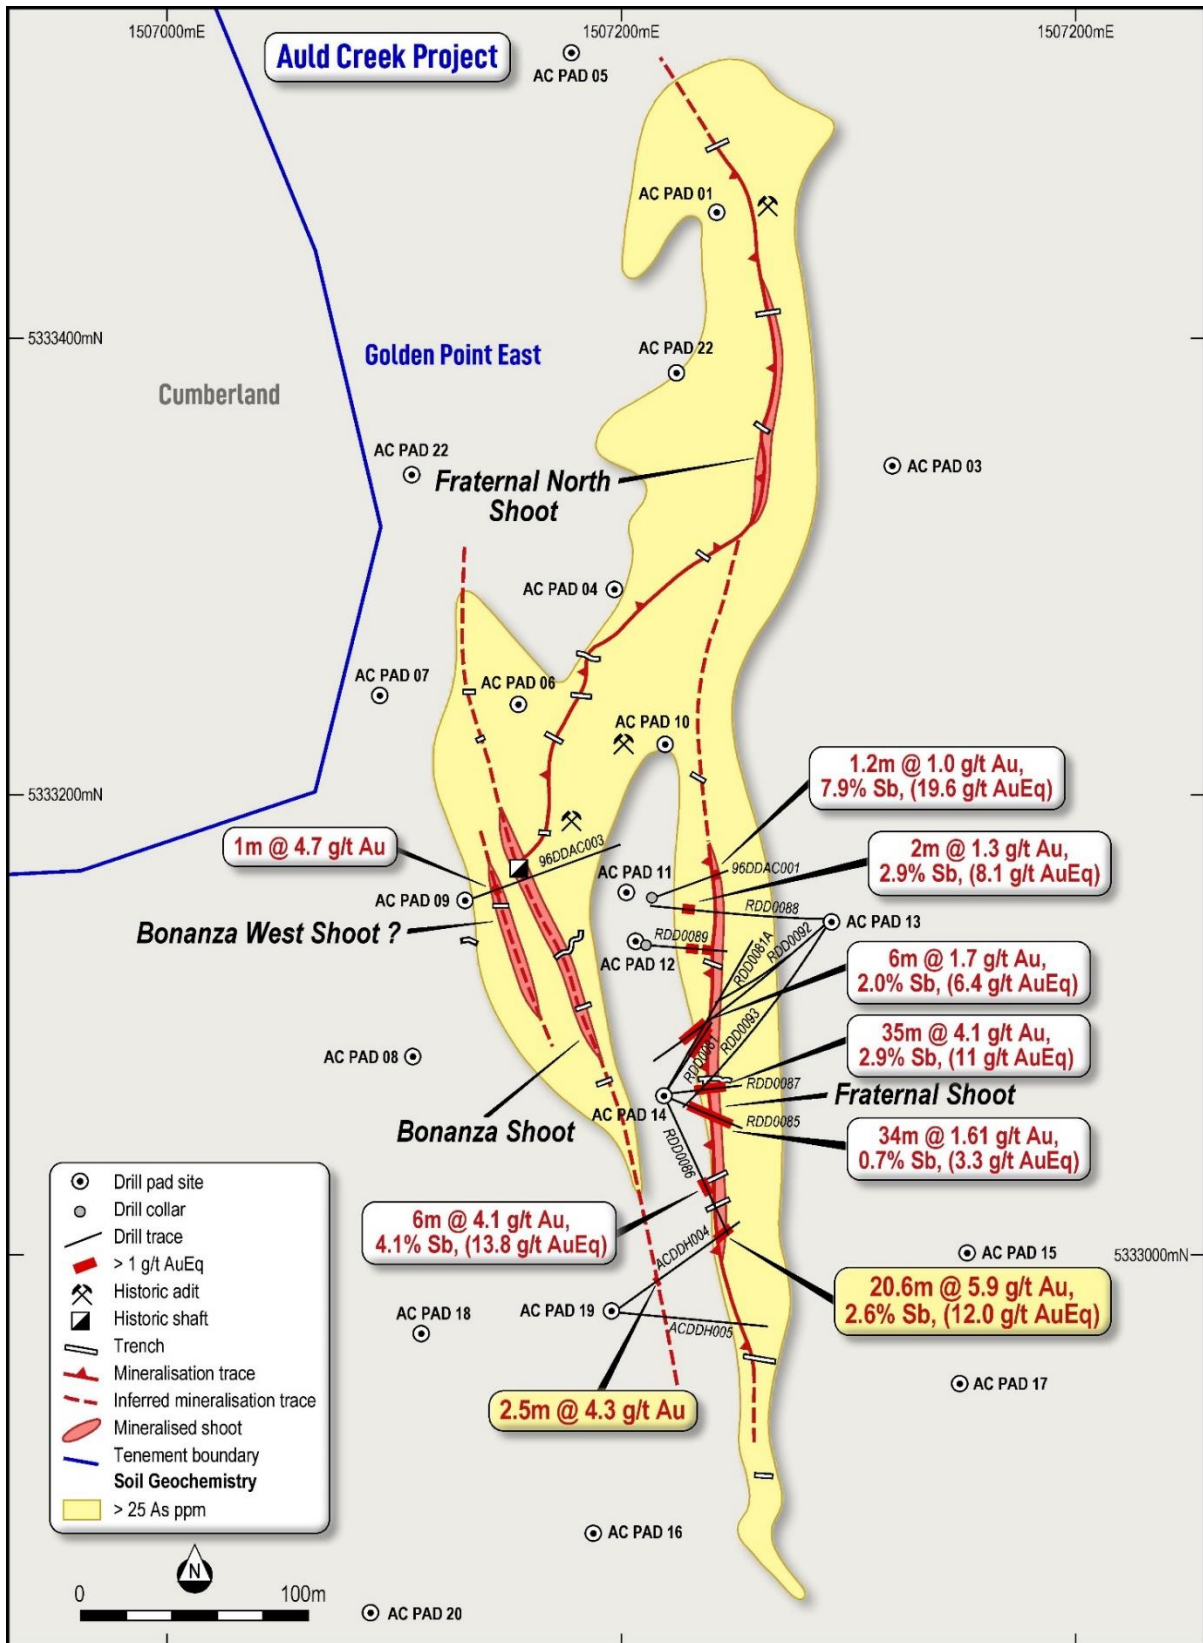 1507000mE
1507200mE
1507200mE
Auld Creek Project
AC PAD 05
AC PAD 01
5333400mN
Golden Point East
AC PAD 22
Cumberland
AC PAD 22
AC PAD 03
Fraternal North
Shoot
AC PAD 04
AC PAD 07
AC PAD 06
AC PAD 10
5333200mN
1.2m @ 1.0 g/t Au,
7.9% Sb, (19.6 g/t AuEq)
1m @ 4.7 g/t Au
96DDAC003
AC PAD 11
96DDAC001
2m @ 1.3 g/t Au,
2.9% Sb, (8.1 g/t AuEq)
AC PAD 09
RDD0088
AC PAD 13
Bonanza West Shoot ?
RDD0089
AC PAD 12
RDD0081A
RDD0092
6m @ 1.7 g/t Au,
2.0% Sb, (6.4 g/t AuEq)
RDD0081
RDD0093
AC PAD 08
35m @ 4.1 g/t Au,
2.9% Sb, (11 g/t AuEq)
RDD0087
Fraternal Shoot
AC PAD 14
RDD0085
Bonanza Shoot
34m @ 1.61 g/t Au,
0.7% Sb, (3.3 g/t AuEq)
RDD0086
6m @ 4.1 g/t Au,
4.1% Sb, (13.8 g/t AuEq)
ACDDH004
AC PAD 15
5333000mN
20.6m @ 5.9 g/t Au,
2.6% Sb, (12.0 g/t AuEq)
AC PAD 18
AC PAD 19
ACDDH005
AC PAD 17
2.5m @ 4.3 g/t Au
AC PAD 16
AC PAD 20
Drill pad site
Drill collar
Drill trace
> 1 g/t AuEq
Historic adit
Historic shaft
Trench
Mineralisation trace
Inferred mineralisation trace
Mineralised shoot
Tenement boundary
Soil Geochemistry
> 25 As ppm
N
0 100m